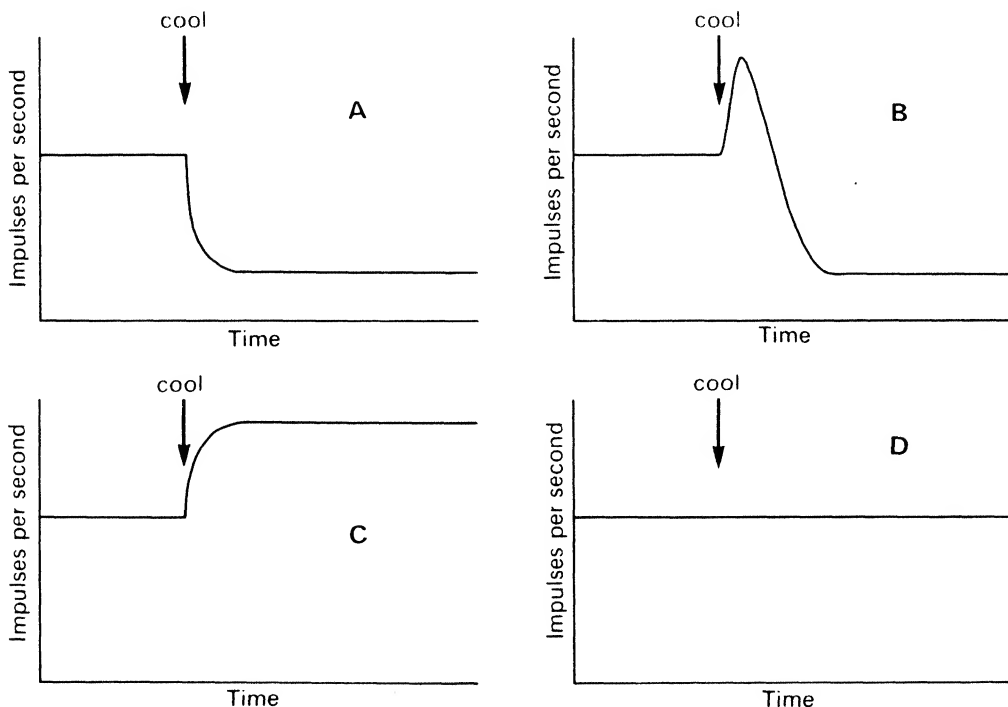 cool
Impulses per second
A
Time
cool
Impulses per second
B
Time
cool
Impulses per second
C
Time
cool
Impulses per second
D
Time